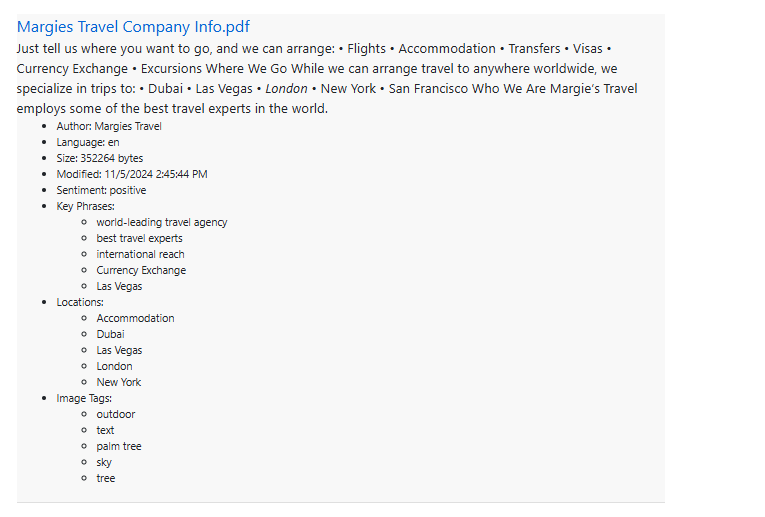 Margies Travel Company Info.pdf
Just tell us where you want to go, and we can arrange: • Flights • Accommodation • Transfers • Visas •
Currency Exchange • Excursions Where We Go While we can arrange travel to anywhere worldwide, we
specialize in trips to: • Dubai • Las Vegas • London • New York • San Francisco Who We Are Margie's Travel
employs some of the best travel experts in the world.
• Author: Margies Travel
• Language: en
• Size: 352264 bytes
• Modified: 11/5/2024 2:45:44 PM
• Sentiment: positive
• Key Phrases:
○ world-leading travel agency
○ best travel experts
○ international reach
○ Currency Exchange
○ Las Vegas
• Locations:
○ Accommodation
○ Dubai
○ Las Vegas
○ London
○ New York
• Image Tags:
○ outdoor
○ text
○ palm tree
○ sky
○ tree